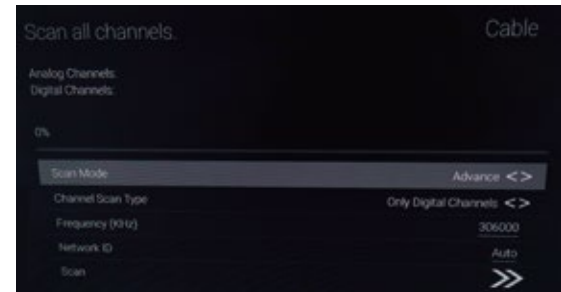 Scan all channels.
Cable
Analog Channels:
Digital Channels:
0%
Scan Mode
Advance <>
Channel Scan Type
Only Digital Channels <>
Frequency (KHz)
306000
Network ID
Auto
Scan